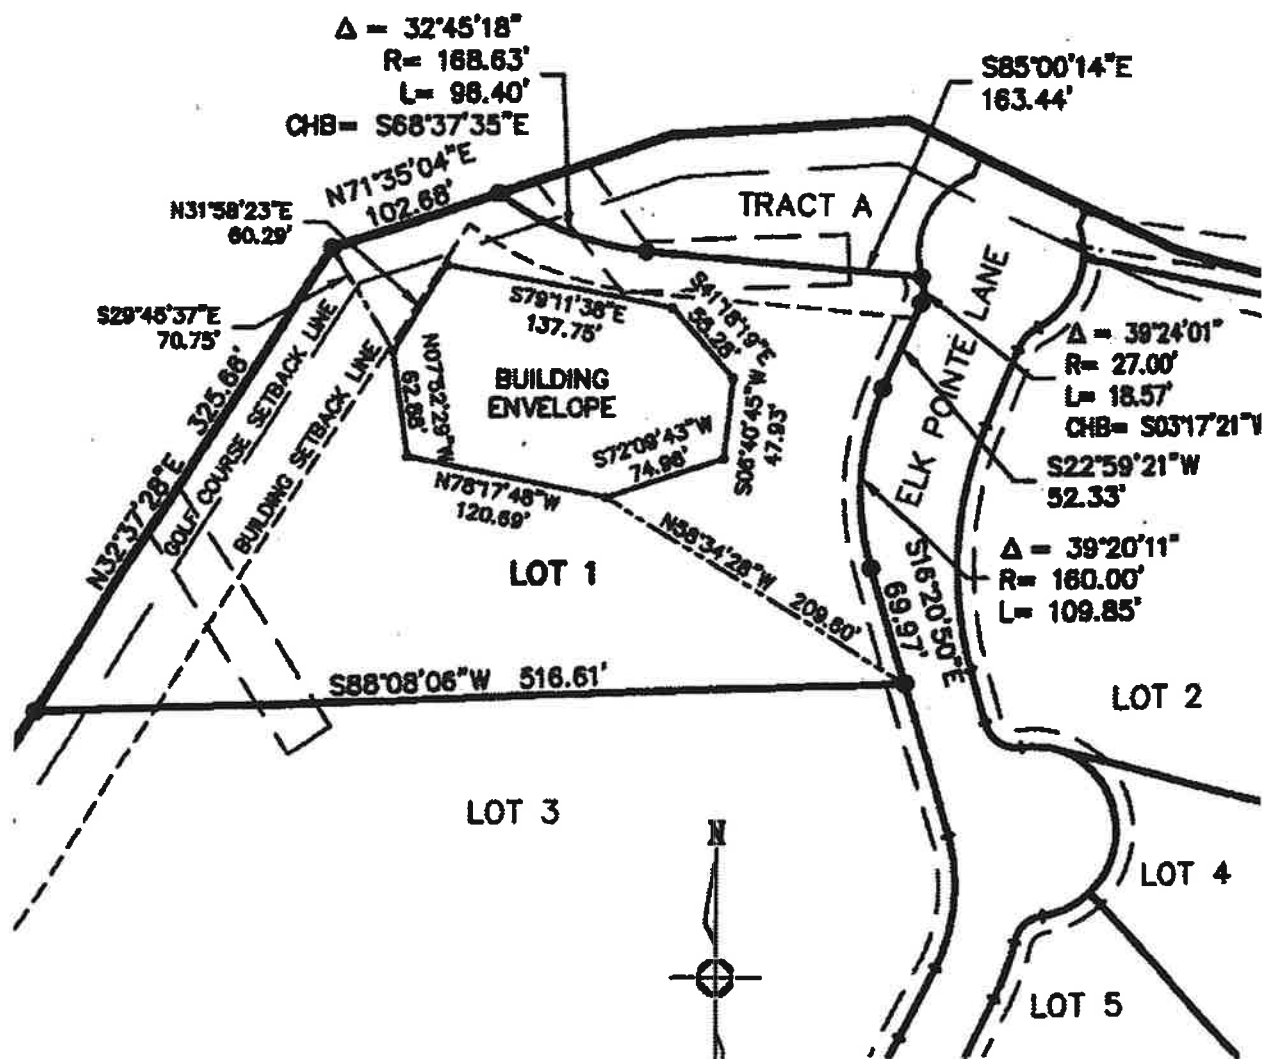 Δ = 32°45'18"
R= 168.63'
L= 98.40'
CHB= S68°37'35"E
S85°00'14"E
163.44'
N71°35'04"E
102.68'
N31°58'23"E
60.29'
TRACT A
S29°45'37"E
70.75'
S79°11'38"E
137.75'
S41°18'19"E
56.28'
N07°52'29"W
62.88'
BUILDING
ENVELOPE
S72°09'43"W
74.98'
S06°40'45"W
47.93'
N78°17'48"W
120.69'
N32°37'28"E 325.68'
GOLF COURSE SETBACK LINE
BUILDING SETBACK LINE
ELK POINTE LANE
Δ = 39°24'01"
R= 27.00'
L= 18.57'
CHB= S03°17'21"W
S22°59'21"W
52.33'
Δ = 39°20'11"
R= 160.00'
L= 109.85'
LOT 1
N58°34'28"W 209.60'
S16°20'50"E
69.97'
S88°08'06"W 516.61'
LOT 2
LOT 3
N
LOT 4
LOT 5